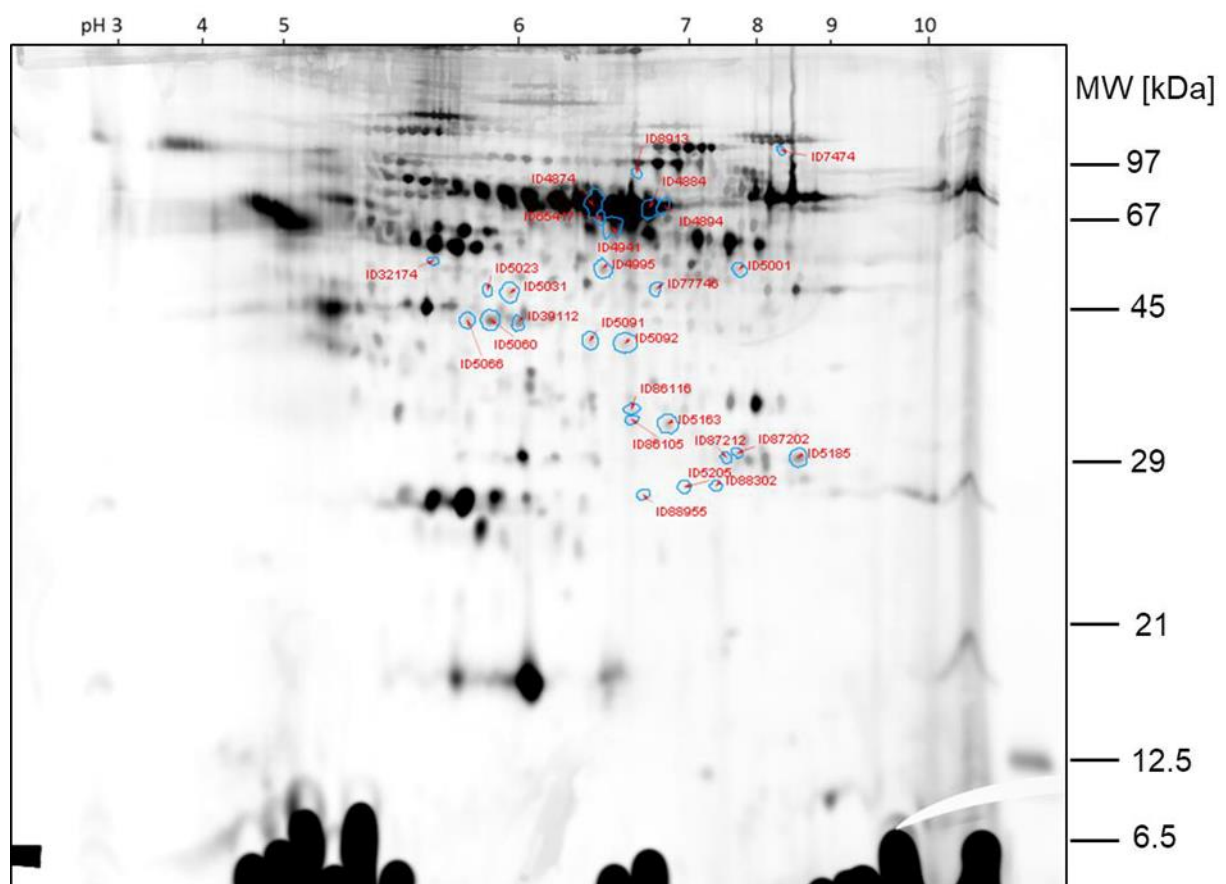 pH 3 4 5 6 7 8 9 10
MW [kDa]
ID8913
ID7474
97
ID4874
ID4884
ID65417
ID4894
67
ID4941
ID4995
ID5001
ID32174
ID5023
ID5031
ID77746
45
ID39112
ID5091
ID5092
ID5066
ID5060
ID86116
ID5163
ID86105
ID87212
ID87202
ID5185
29
ID5205
ID88302
ID88955
21
12.5
6.5